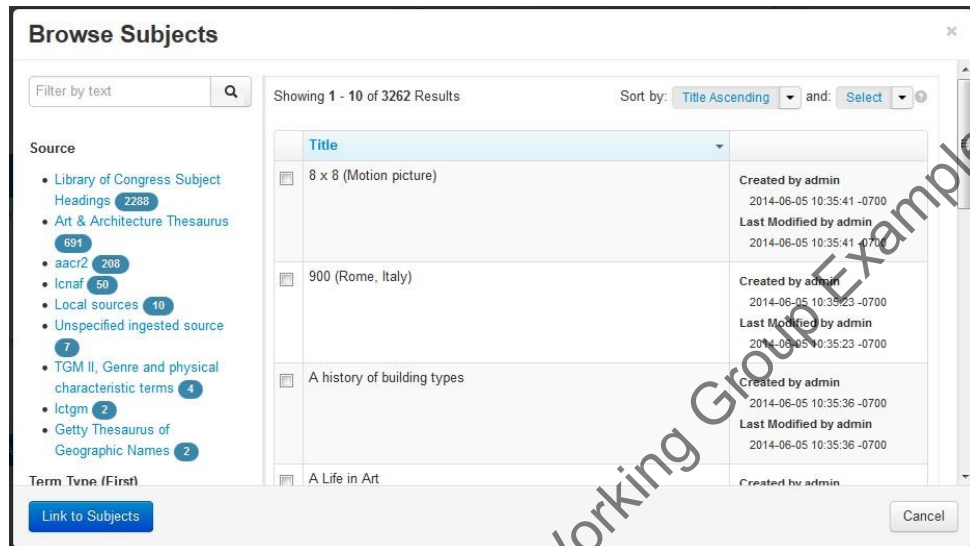 Browse Subjects
×
Filter by text
Showing 1 - 10 of 3262 Results
Sort by: Title Ascending and: Select
Source
Library of Congress Subject
Headings 2288
Art & Architecture Thesaurus
691
aacr2 208
lcnaf 50
Local sources 10
Unspecified ingested source
7
TGM II, Genre and physical
characteristic terms 4
lctgm 2
Getty Thesaurus of
Geographic Names 2
Term Type (First)
Title
8 x 8 (Motion picture)
Created by admin
2014-06-05 10:35:41 -0700
Last Modified by admin
2014-06-05 10:35:41 -0700
900 (Rome, Italy)
Created by admin
2014-06-05 10:35:23 -0700
Last Modified by admin
2014-06-05 10:35:23 -0700
A history of building types
Created by admin
2014-06-05 10:35:36 -0700
Last Modified by admin
2014-06-05 10:35:36 -0700
A Life in Art
Created by admin
Link to Subjects
Cancel
Working Group Example